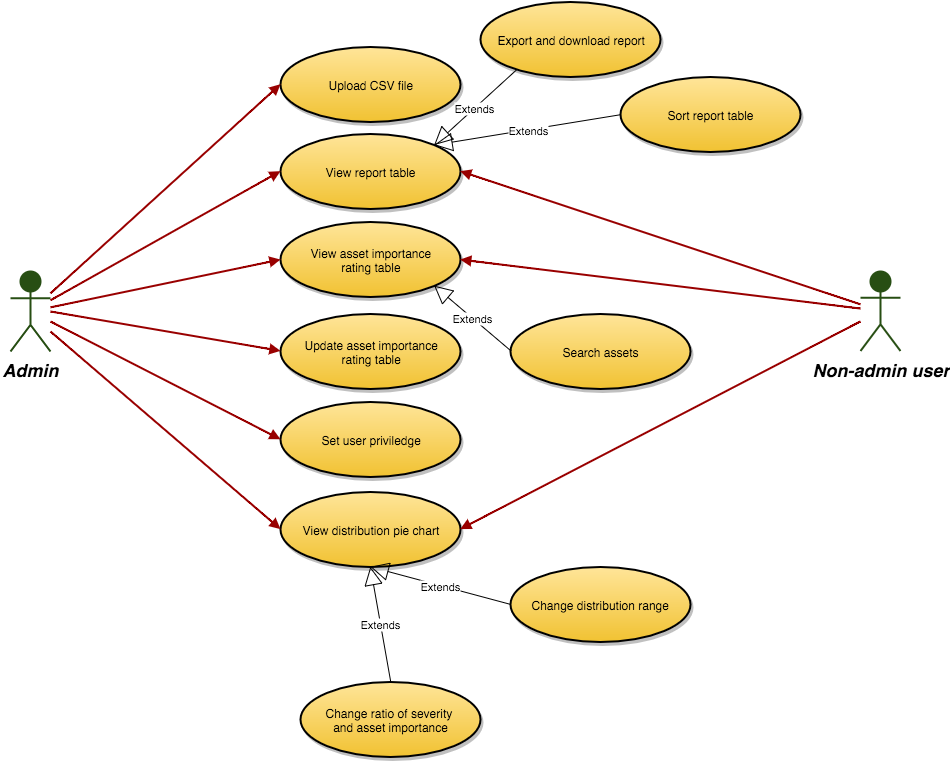 Export and download report
Upload CSV file
Extends
Sort report table
Extends
View report table
View asset importance
rating table
Extends
Update asset importance
rating table
Search assets
Admin
Non-admin user
Set user priviledge
View distribution pie chart
Extends
Change distribution range
Extends
Change ratio of severity
and asset importance